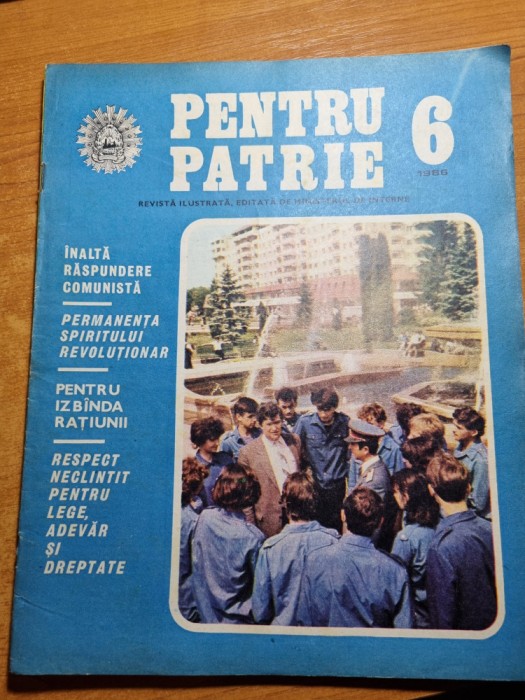 PENTRU
PATRIE
6
1986
REVISTĂ ILUSTRATĂ, EDITATĂ DE MINISTERUL DE INTERNE
ÎNALTĂ
RĂSPUNDERE
COMUNISTĂ
PERMANENȚA
SPIRITULUI
REVOLUȚIONAR
PENTRU
IZBÎNDA
RAȚIUNII
RESPECT
NECLINTIT
PENTRU
LEGE,
ADEVĂR
ȘI
DREPTATE